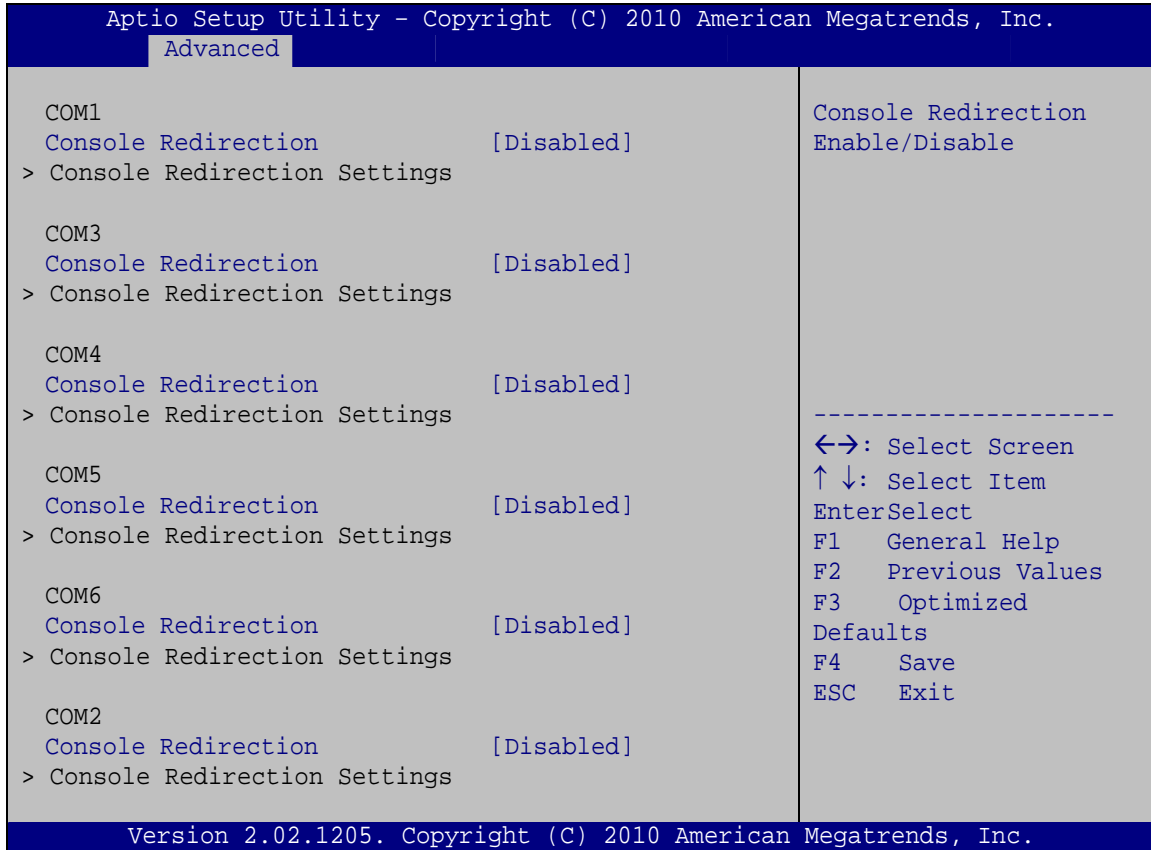 Aptio Setup Utility – Copyright (C) 2010 American Megatrends, Inc.
Advanced
COM1
Console Redirection [Disabled]
> Console Redirection Settings
COM3
Console Redirection [Disabled]
> Console Redirection Settings
COM4
Console Redirection [Disabled]
> Console Redirection Settings
COM5
Console Redirection [Disabled]
> Console Redirection Settings
COM6
Console Redirection [Disabled]
> Console Redirection Settings
COM2
Console Redirection [Disabled]
> Console Redirection Settings
Console Redirection
Enable/Disable
---------------------
←→: Select Screen
↑ ↓: Select Item
EnterSelect
F1 General Help
F2 Previous Values
F3 Optimized
Defaults
F4 Save
ESC Exit
Version 2.02.1205. Copyright (C) 2010 American Megatrends, Inc.